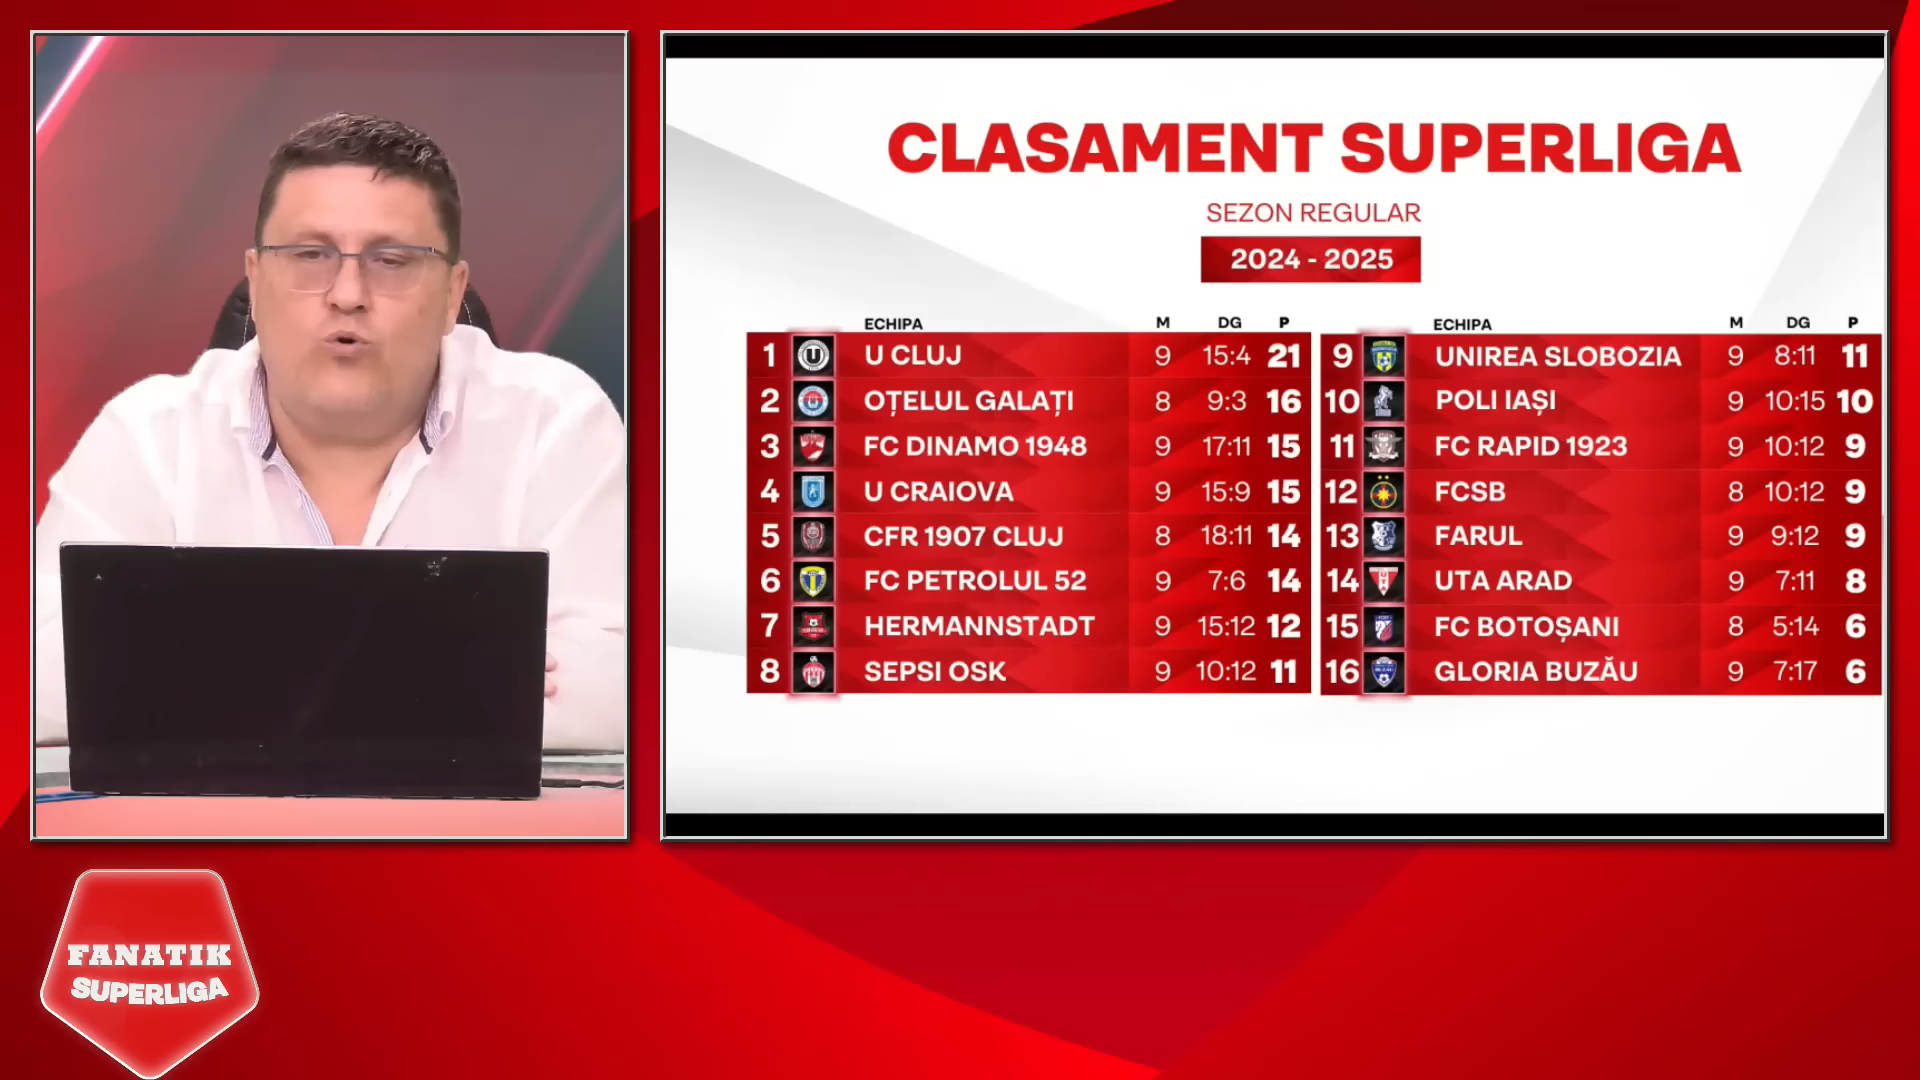 CLASAMENT SUPERLIGA
SEZON REGULAR
2024 - 2025
ECHIPA M DG P
1 U CLUJ 9 15:4 21
2 OȚELUL GALAȚI 8 9:3 16
3 FC DINAMO 1948 9 17:11 15
4 U CRAIOVA 9 15:9 15
5 CFR 1907 CLUJ 8 18:11 14
6 FC PETROLUL 52 9 7:6 14
7 HERMANNSTADT 9 15:12 12
8 SEPSI OSK 9 10:12 11
ECHIPA M DG P
9 UNIREA SLOBOZIA 9 8:11 11
10 POLI IAȘI 9 10:15 10
11 FC RAPID 1923 9 10:12 9
12 FCSB 8 10:12 9
13 FARUL 9 9:12 9
14 UTA ARAD 9 7:11 8
15 FC BOTOȘANI 8 5:14 6
16 GLORIA BUZĂU 9 7:17 6
FANATIK
SUPERLIGA